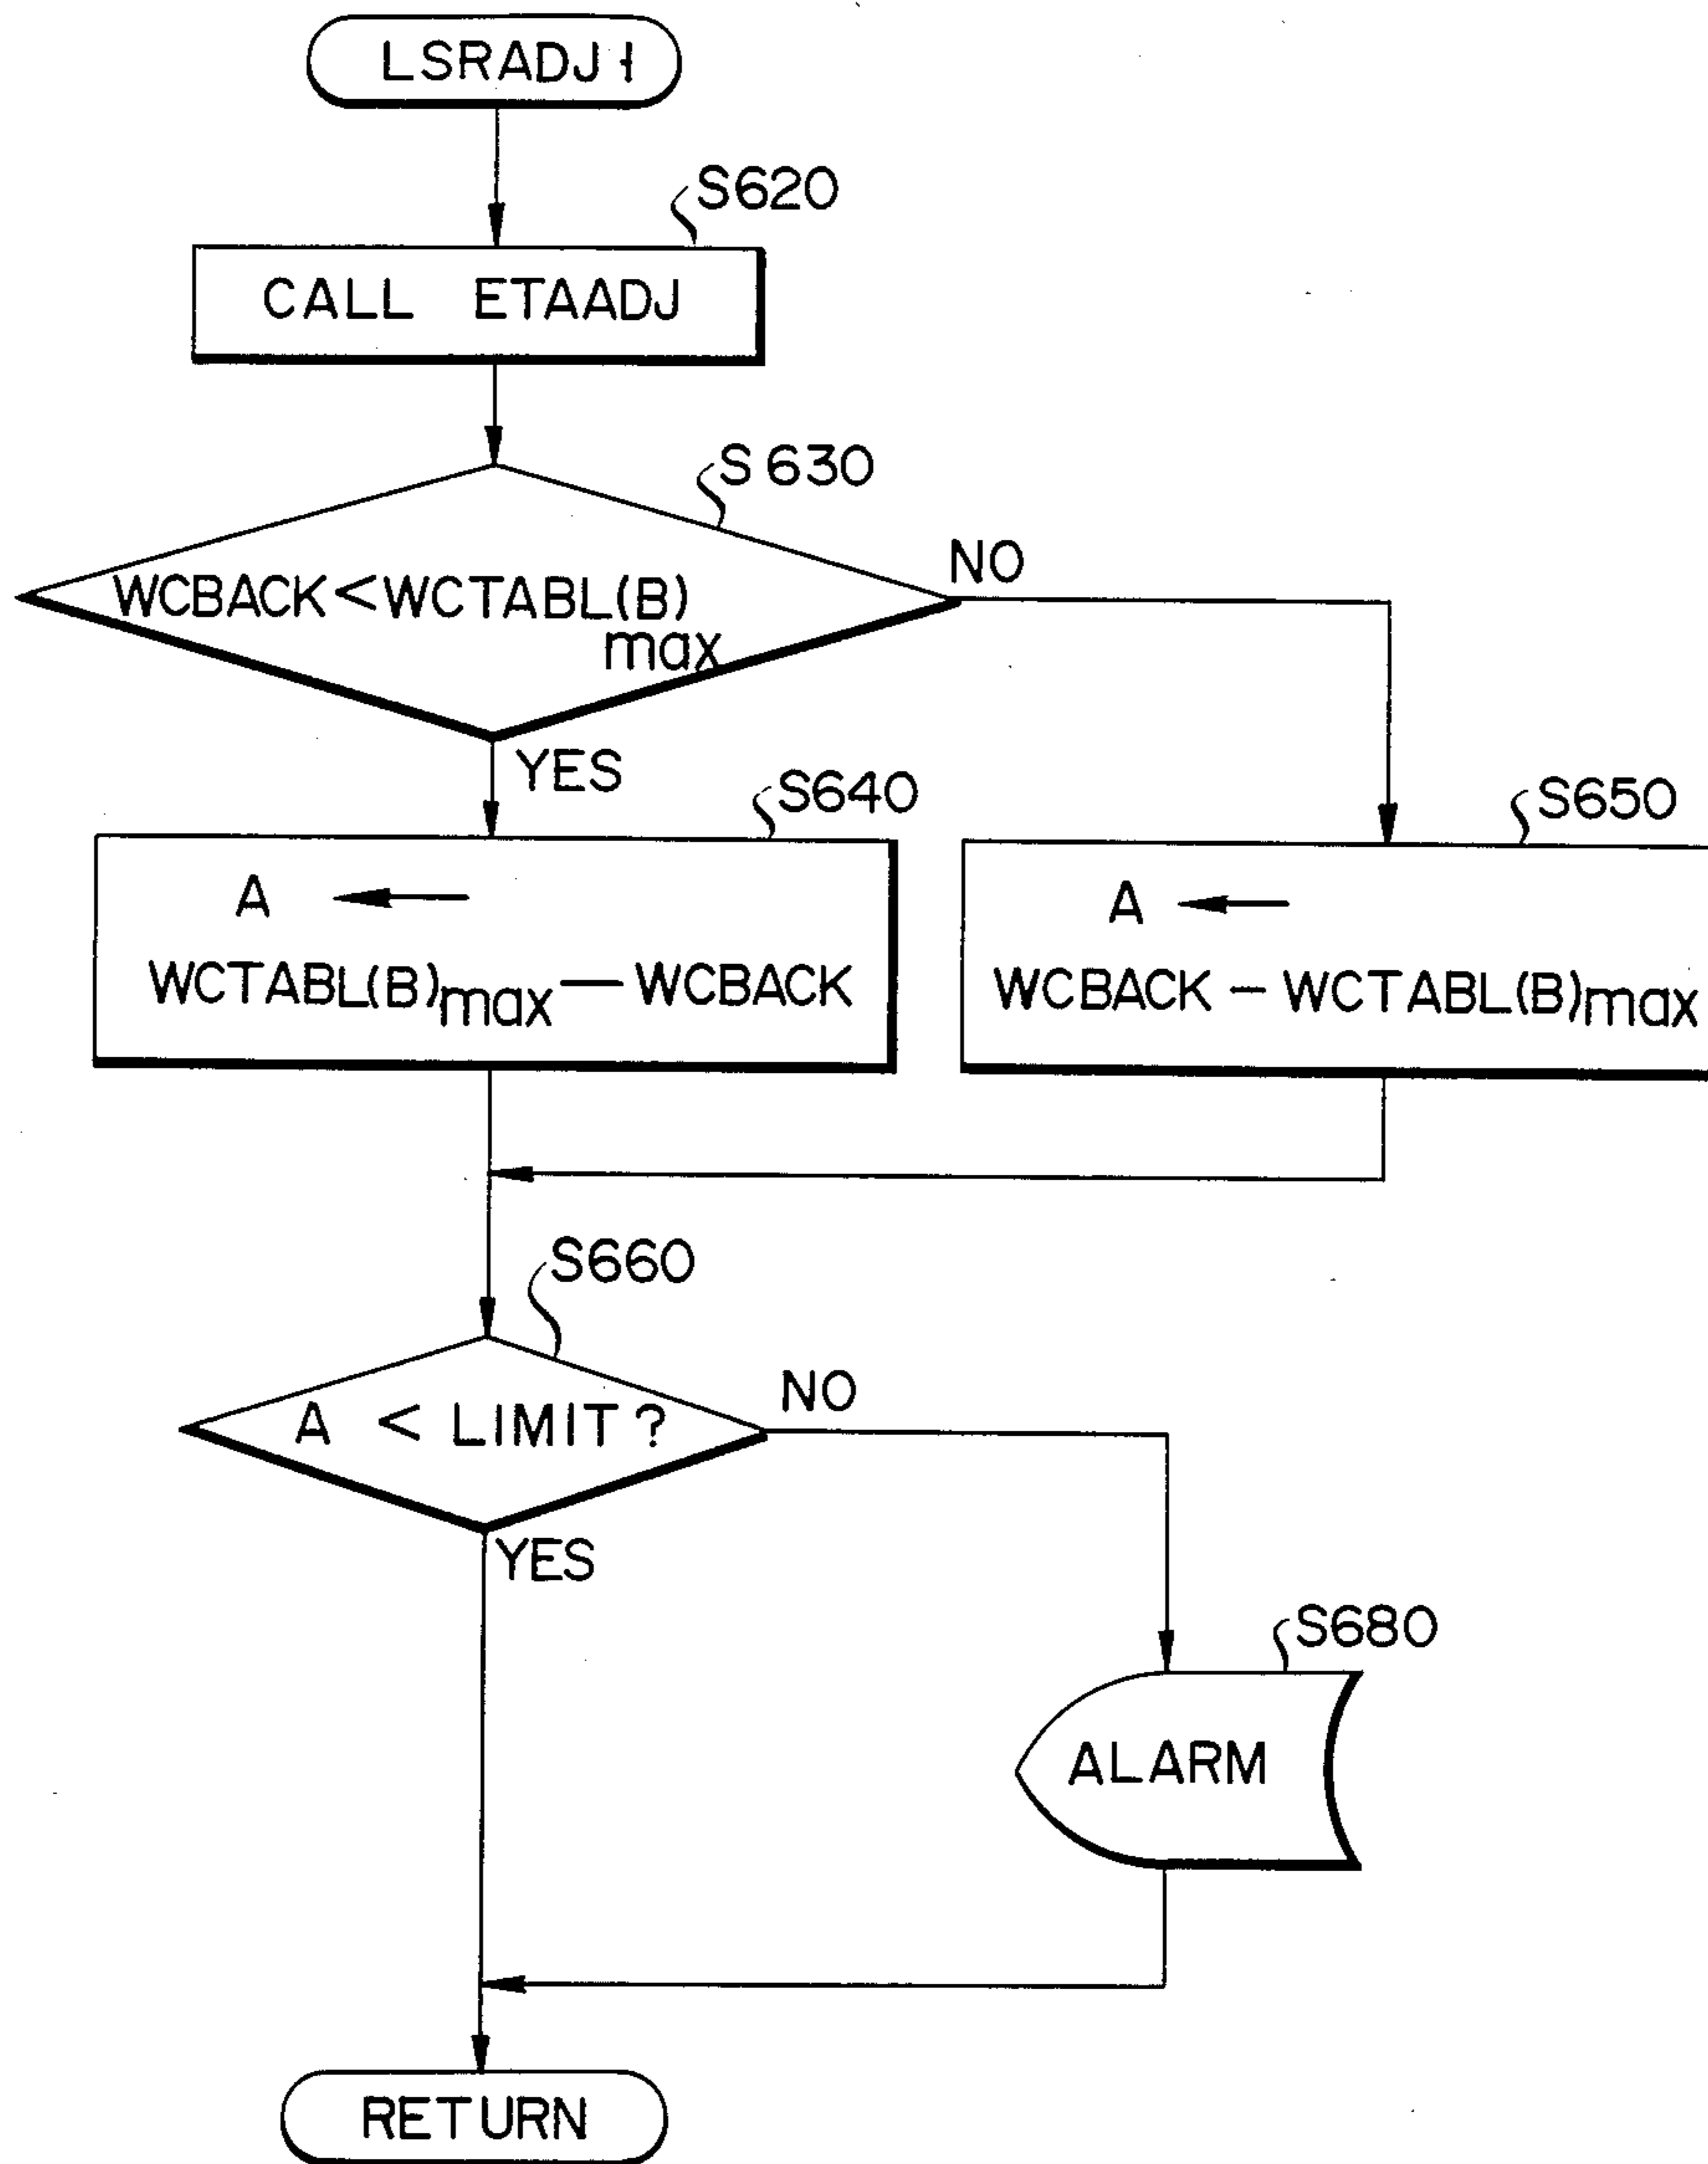 LSRADJ1
S620
CALL ETAADJ
S630
WCBACK<WCTABL(B)
max
NO
YES
S640
A ←
WCTABL(B)max — WCBACK
S650
A ←
WCBACK - WCTABL(B)max
S660
A < LIMIT?
NO
YES
S680
ALARM
RETURN